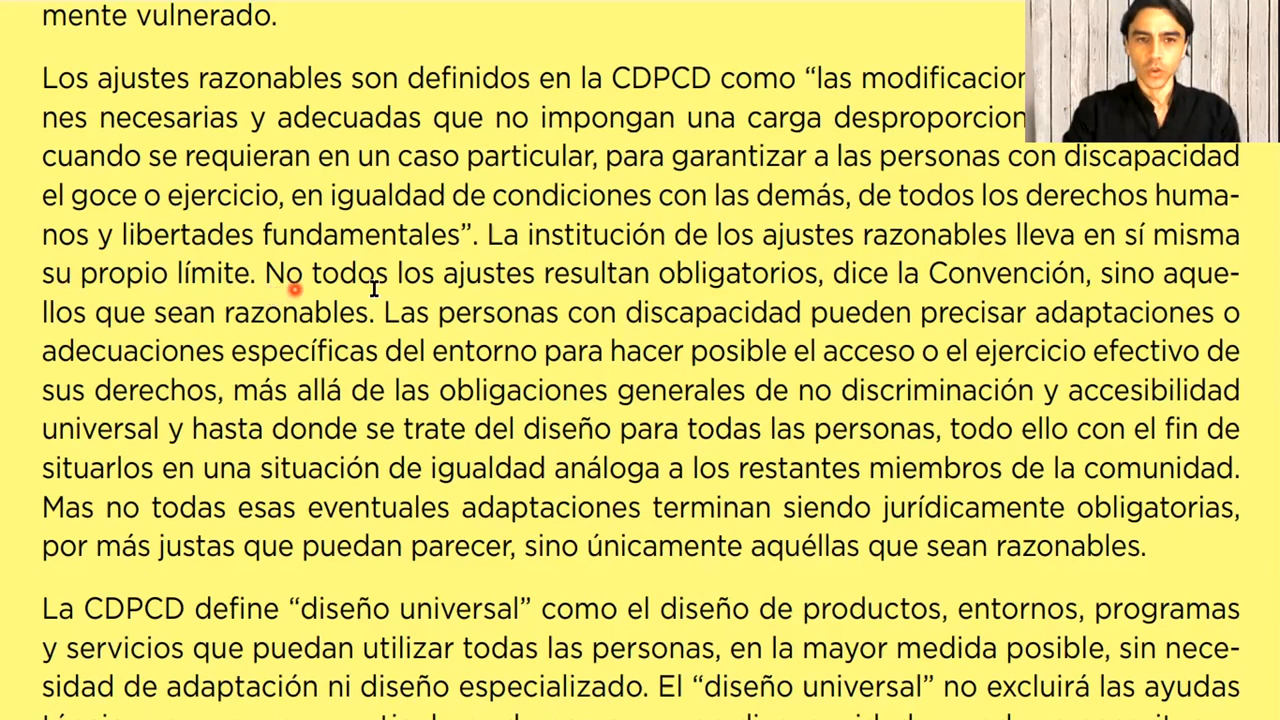 mente vulnerado.
Los ajustes razonables son definidos en la CDPCD como “las modificacion
nes necesarias y adecuadas que no impongan una carga desproporcion
cuando se requieran en un caso particular, para garantizar a las personas con discapacidad
el goce o ejercicio, en igualdad de condiciones con las demás, de todos los derechos huma-
nos y libertades fundamentales”. La institución de los ajustes razonables lleva en sí misma
su propio límite. No todos los ajustes resultan obligatorios, dice la Convención, sino aque-
llos que sean razonables. Las personas con discapacidad pueden precisar adaptaciones o
adecuaciones específicas del entorno para hacer posible el acceso o el ejercicio efectivo de
sus derechos, más allá de las obligaciones generales de no discriminación y accesibilidad
universal y hasta donde se trate del diseño para todas las personas, todo ello con el fin de
situarlos en una situación de igualdad análoga a los restantes miembros de la comunidad.
Mas no todas esas eventuales adaptaciones terminan siendo jurídicamente obligatorias,
por más justas que puedan parecer, sino únicamente aquéllas que sean razonables.
La CDPCD define “diseño universal” como el diseño de productos, entornos, programas
y servicios que puedan utilizar todas las personas, en la mayor medida posible, sin nece-
sidad de adaptación ni diseño especializado. El “diseño universal” no excluirá las ayudas